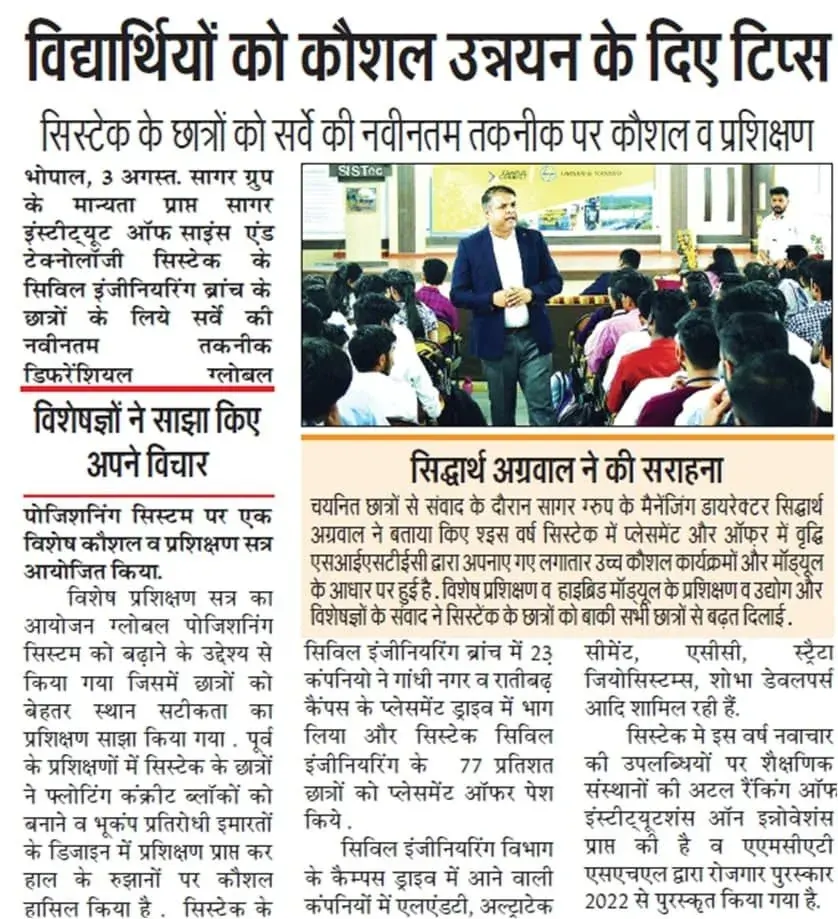 विद्यार्थियों को कौशल उन्नयन के दिए टिप्स
सिस्टेक के छात्रों को सर्वे की नवीनतम तकनीक पर कौशल व प्रशिक्षण
भोपाल, 3 अगस्त. सागर ग्रुप
के मान्यता प्राप्त सागर
इंस्टीट्यूट ऑफ साइंस एंड
टेक्नोलॉजी सिस्टेक के
सिविल इंजीनियरिंग ब्रांच के
छात्रों के लिये सर्वे की
नवीनतम तकनीक
डिफरेंशियल ग्लोबल
विशेषज्ञों ने साझा किए
अपने विचार
पोजिशनिंग सिस्टम पर एक
विशेष कौशल व प्रशिक्षण सत्र
आयोजित किया.
विशेष प्रशिक्षण सत्र का
आयोजन ग्लोबल पोजिशनिंग
सिस्टम को बढ़ाने के उद्देश्य से
किया गया जिसमें छात्रों को
बेहतर स्थान सटीकता का
प्रशिक्षण साझा किया गया . पूर्व
के प्रशिक्षणों में सिस्टेक के छात्रों
ने फ्लोटिंग कंक्रीट ब्लॉकों को
बनाने व भूकंप प्रतिरोधी इमारतों
के डिजाइन में प्रशिक्षण प्राप्त कर
हाल के रुझानों पर कौशल
हासिल किया है . सिस्टेक के
SISTec
सिद्धार्थ अग्रवाल ने की सराहना
चयनित छात्रों से संवाद के दौरान सागर ग्रुप के मैनेंजिंग डायरेक्टर सिद्धार्थ
अग्रवाल ने बताया किए श्इस वर्ष सिस्टेक में प्लेसमेंट और ऑफर में वृद्धि
एसआईएसटीईसी द्वारा अपनाए गए लगातार उच्च कौशल कार्यक्रमों और मॉड्यूल
के आधार पर हुई है . विशेष प्रशिक्षण व हाइब्रिड मॉड्यूल के प्रशिक्षण व उद्योग और
विशेषज्ञों के संवाद ने सिस्टेक के छात्रों को बाकी सभी छात्रों से बढ़त दिलाई .
सिविल इंजीनियरिंग ब्रांच में 23
कंपनियो ने गांधी नगर व रातीबढ़
कैंपस के प्लेसमेंट ड्राइव में भाग
लिया और सिस्टेक सिविल
इंजीनियरिंग के 77 प्रतिशत
छात्रों को प्लेसमेंट ऑफर पेश
किये .
सिविल इंजीनियरिंग विभाग
के कैम्पस ड्राइव में आने वाली
कंपनियों में एलएंडटी, अल्ट्राटेक
सीमेंट, एसीसी, स्ट्रैटा
जियोसिस्टम्स, शोभा डेवलपर्स
आदि शामिल रही हैं.
सिस्टेक मे इस वर्ष नवाचार
की उपलब्धियों पर शैक्षणिक
संस्थानों की अटल रैंकिंग ऑफ
इंस्टीट्यूटशंस ऑन इन्नोवेशंस
प्राप्त की है व एएमसीएटी
एसएचएल द्वारा रोजगार पुरस्कार
2022 से पुरस्कृत किया गया है.